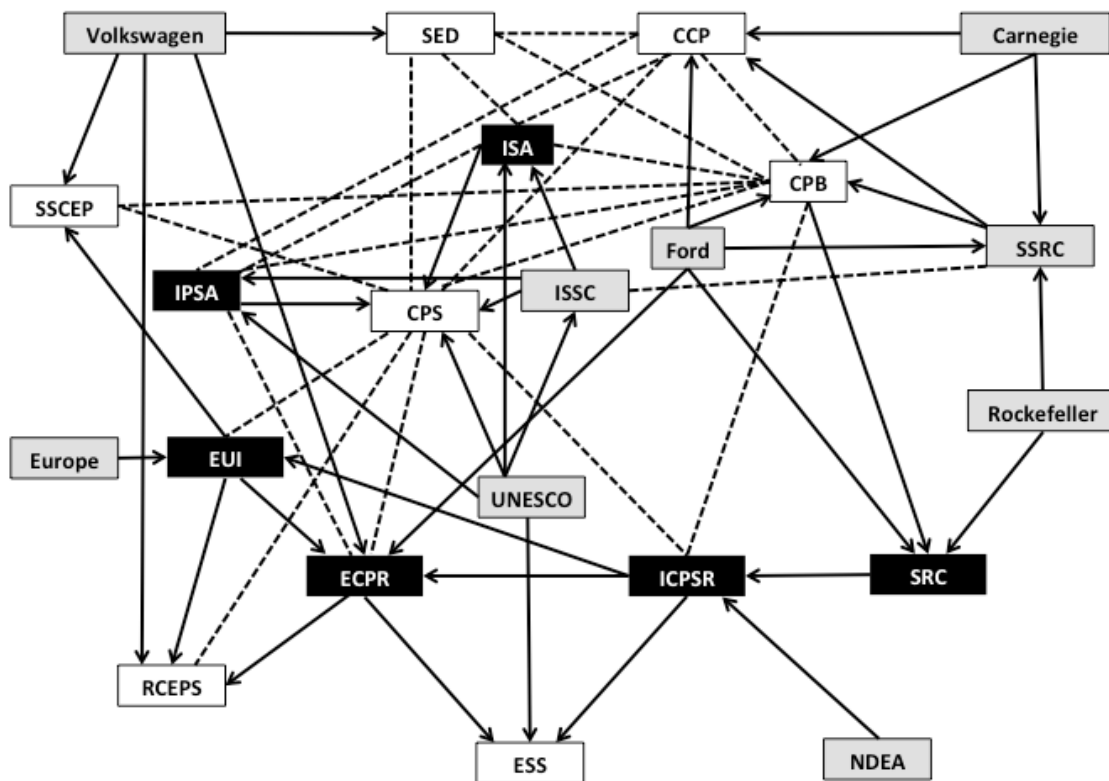 Volkswagen
SED
CCP
Carnegie
ISA
CPB
SSCEP
Ford
SSRC
IPSA
ISSC
CPS
Rockefeller
Europe
EUI
UNESCO
ECPR
ICPSR
SRC
RCEPS
ESS
NDEA